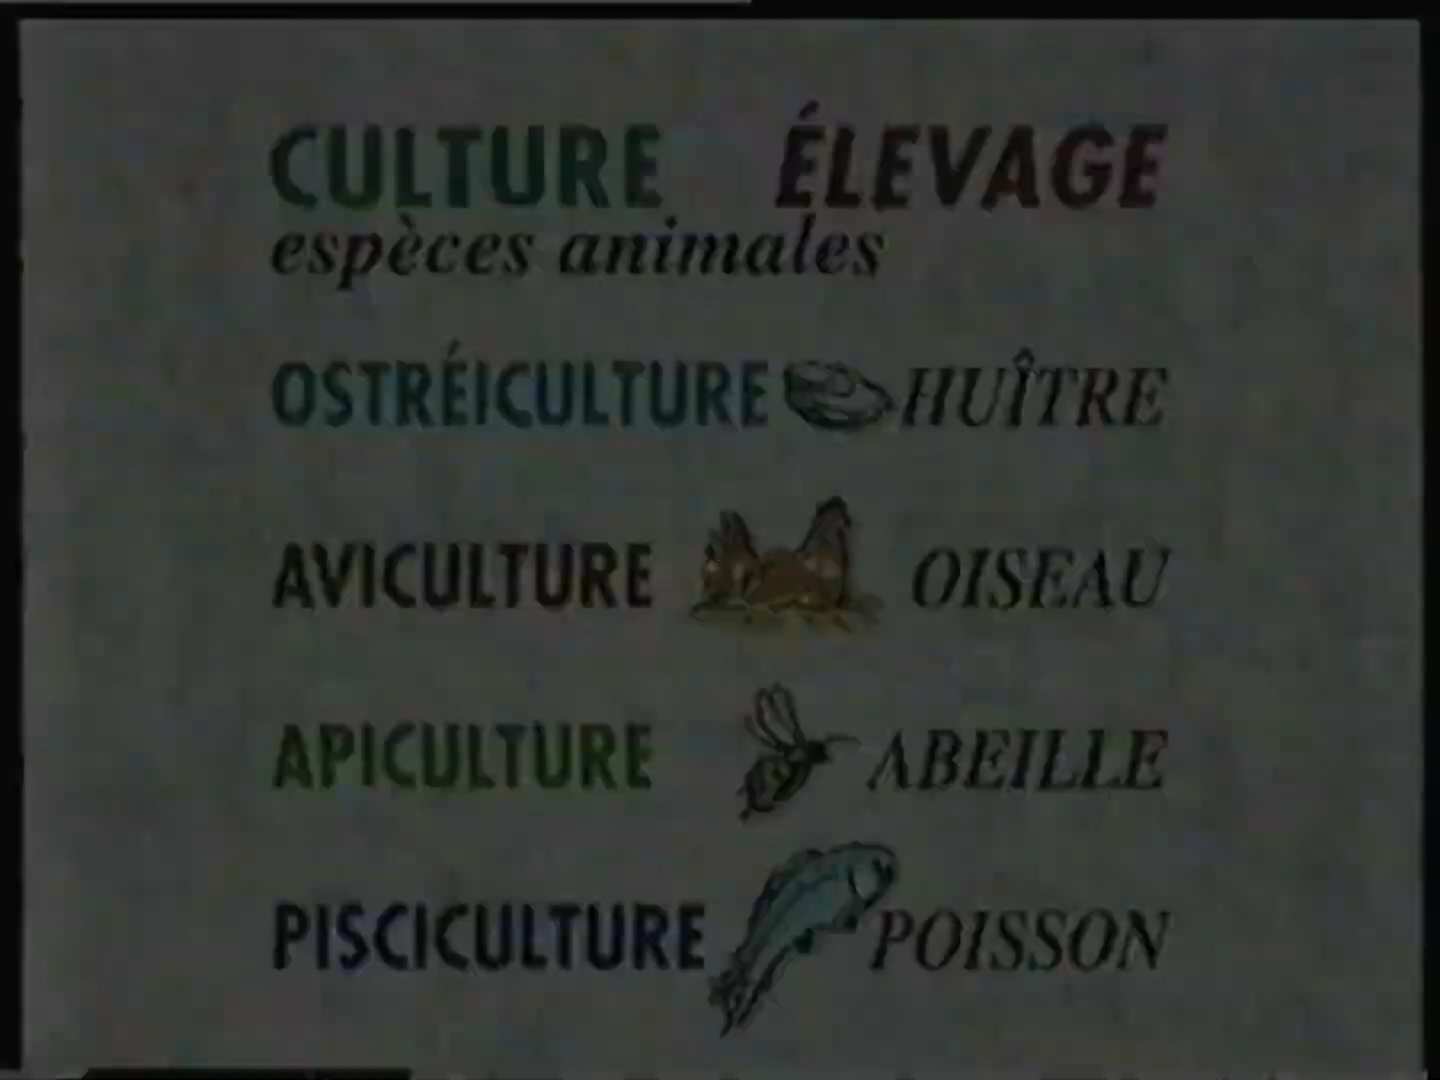 CULTURE ÉLEVAGE
espèces animales
OSTRÉICULTURE HUÎTRE
AVICULTURE OISEAU
APICULTURE ABEILLE
PISCICULTURE POISSON